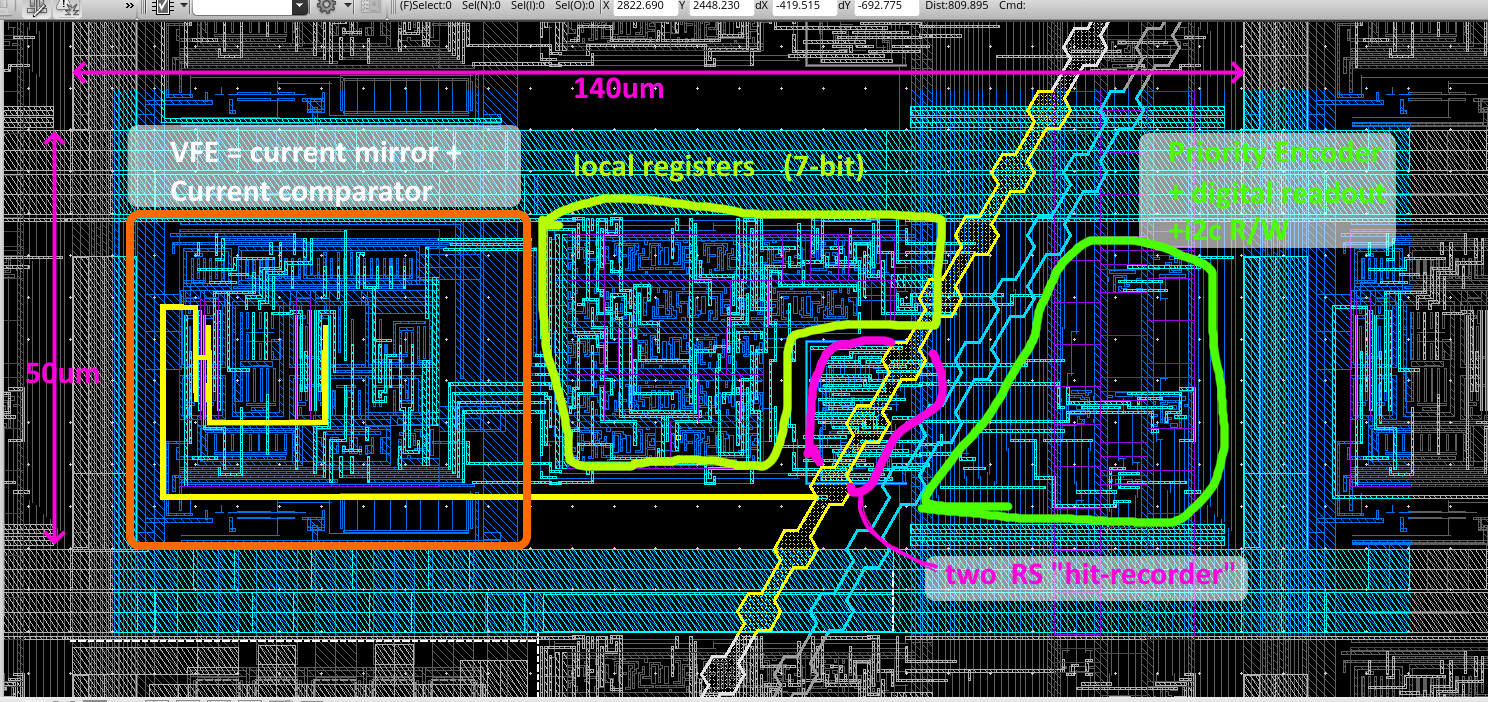 » (F)Select:0 Sel(N):0 Sel(I):0 Sel(O):0 X 2822.690 Y 2448.230 dX -419.515 dY -692.775 Dist:809.895 Cmd:
140um
VFE = current mirror +
Current comparator
local registers (7-bit)
Priority Encoder
+ digital readout
+i2c R/W
50um
two RS "hit-recorder"